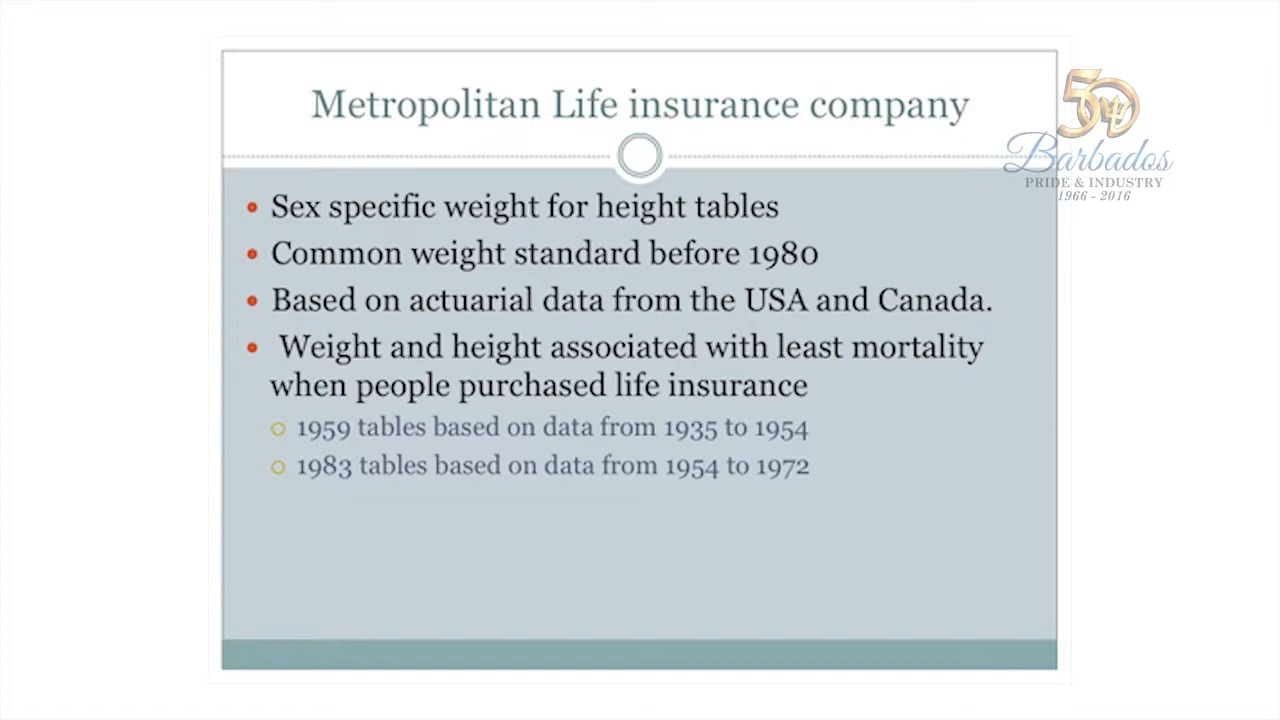 Metropolitan Life insurance company
50
Barbados
PRIDE & INDUSTRY
1966 - 2016
• Sex specific weight for height tables
• Common weight standard before 1980
• Based on actuarial data from the USA and Canada.
• Weight and height associated with least mortality
when people purchased life insurance
○ 1959 tables based on data from 1935 to 1954
○ 1983 tables based on data from 1954 to 1972